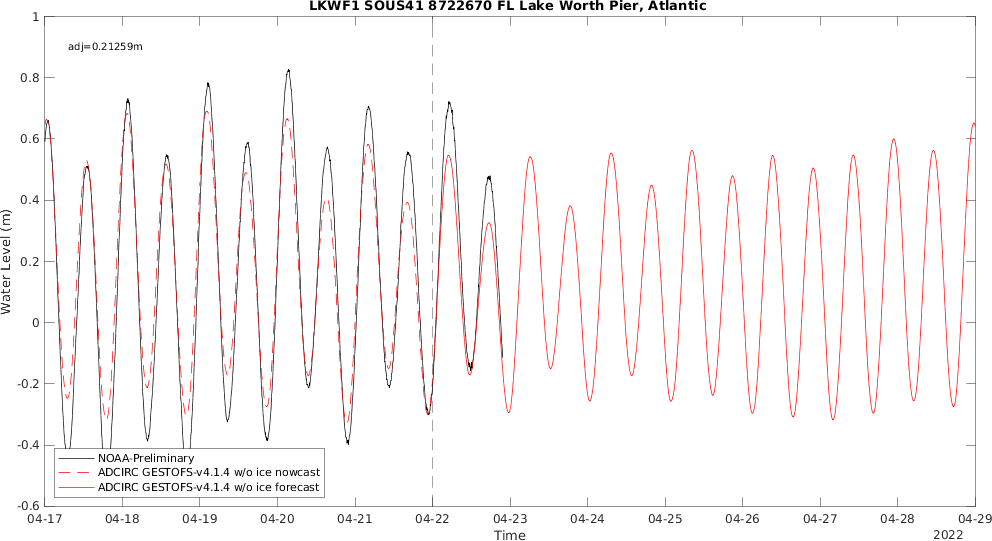 LKWF1 SOUS41 8722670 FL Lake Worth Pier, Atlantic
adj=0.21259m
1
0.8
0.6
0.4
0.2
0
-0.2
-0.4
-0.6
Water Level (m)
NOAA-Preliminary
ADCIRC GESTOFS-v4.1.4 w/o ice nowcast
ADCIRC GESTOFS-v4.1.4 w/o ice forecast
04-17 04-18 04-19 04-20 04-21 04-22 04-23 04-24 04-25 04-26 04-27 04-28 04-29
Time
2022